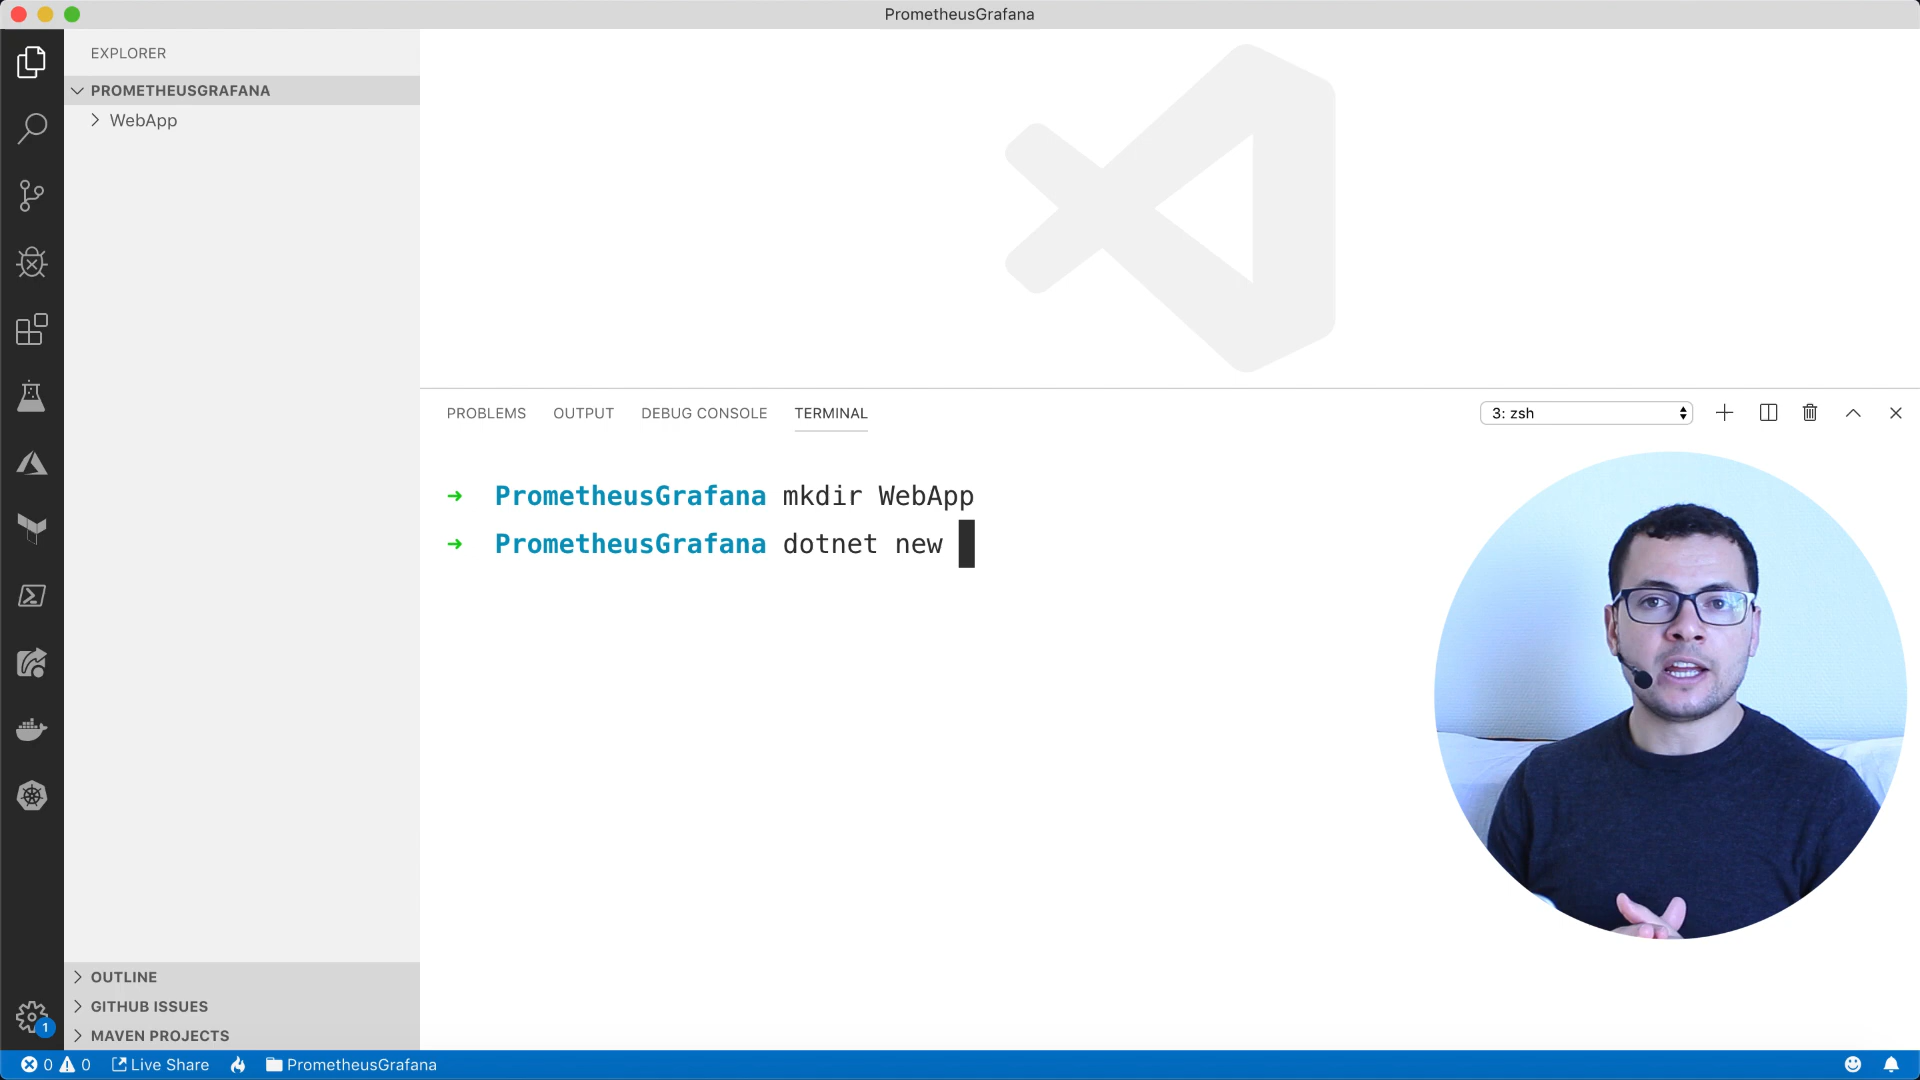 PrometheusGrafana
EXPLORER
PROMETHEUSGRAFANA
WebApp
PROBLEMS OUTPUT DEBUG CONSOLE TERMINAL
3: zsh
→ PrometheusGrafana mkdir WebApp
→ PrometheusGrafana dotnet new
OUTLINE
GITHUB ISSUES
MAVEN PROJECTS
1
0 0 Live Share PrometheusGrafana